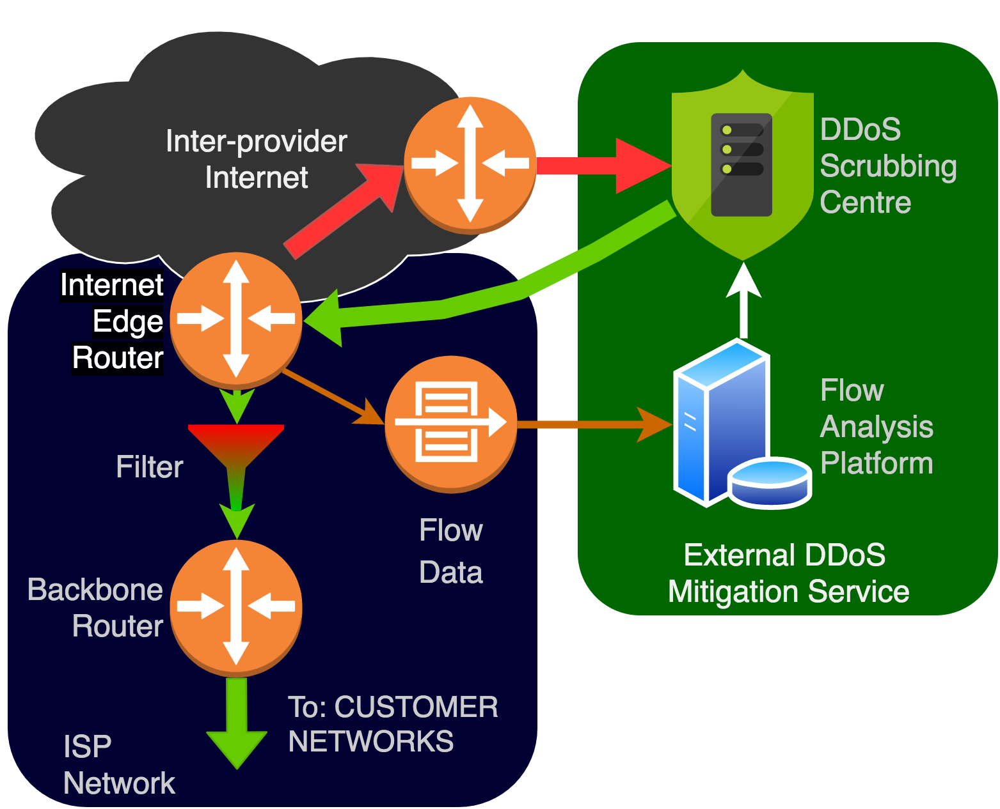 Inter-provider
Internet
DDoS
Scrubbing
Centre
Internet
Edge
Router
Filter
Flow
Data
Flow
Analysis
Platform
External DDoS
Mitigation Service
Backbone
Router
To: CUSTOMER
NETWORKS
ISP
Network